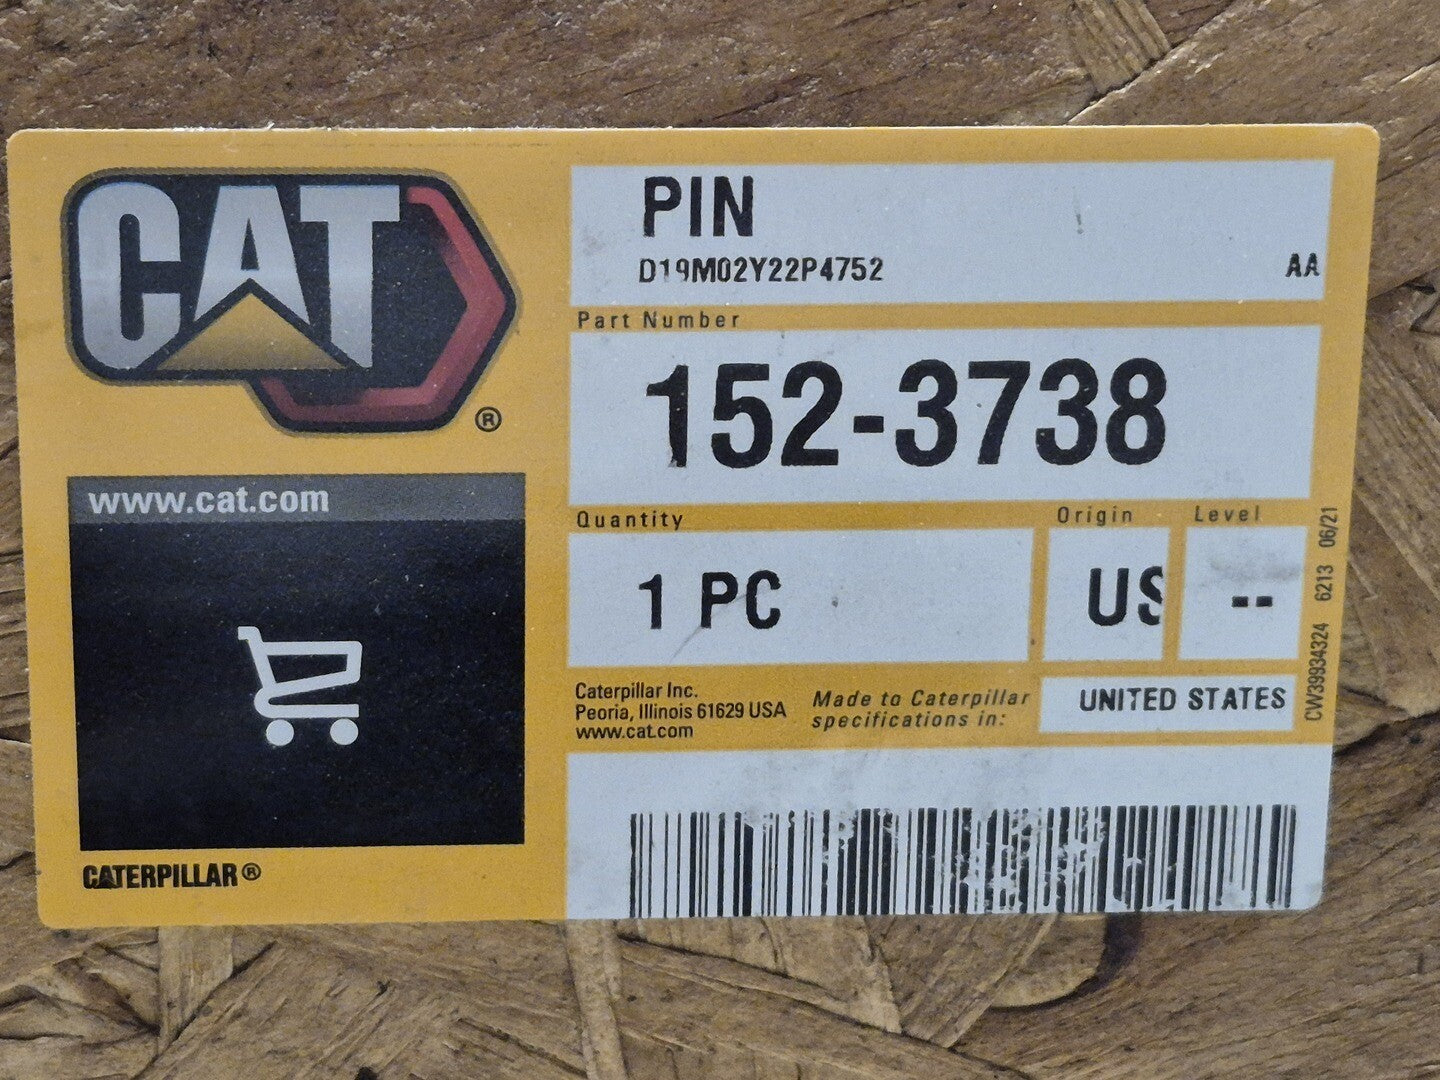 CAT
®
www.cat.com
CATERPILLAR®
PIN
D19M02Y22P4752
AA
Part Number
152-3738
Quantity
Origin
Level
1 PC
US
--
Caterpillar Inc.
Peoria, Illinois 61629 USA
www.cat.com
Made to Caterpillar
specifications in:
UNITED STATES
CW39934324 6213 06/21